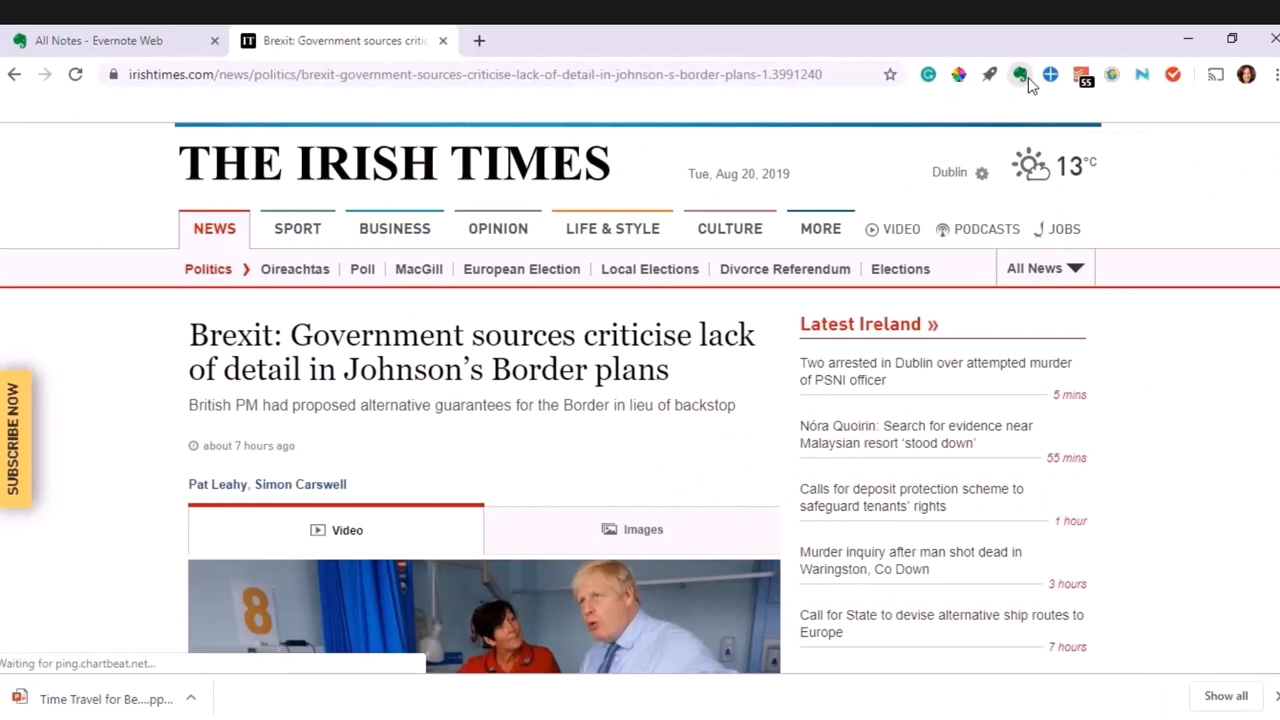 All Notes - Evernote Web
IT Brexit: Government sources critic
irishtimes.com/news/politics/brexit-government-sources-criticise-lack-of-detail-in-johnson-s-border-plans-1.3991240
55
THE IRISH TIMES
Tue, Aug 20, 2019
Dublin
13°C
NEWS SPORT BUSINESS OPINION LIFE & STYLE CULTURE MORE VIDEO PODCASTS JOBS
Politics Oireachtas Poll MacGill European Election Local Elections Divorce Referendum Elections All News
Brexit: Government sources criticise lack
of detail in Johnson's Border plans
British PM had proposed alternative guarantees for the Border in lieu of backstop
about 7 hours ago
Pat Leahy, Simon Carswell
Video Images
8
SUBSCRIBE NOW
Latest Ireland »
Two arrested in Dublin over attempted murder
of PSNI officer
5 mins
Nóra Quoirin: Search for evidence near
Malaysian resort ‘stood down’
55 mins
Calls for deposit protection scheme to
safeguard tenants’ rights
1 hour
Murder inquiry after man shot dead in
Waringston, Co Down
3 hours
Call for State to devise alternative ship routes to
Europe
7 hours
Waiting for ping.chartbeat.net...
Time Travel for Be....pp...
Show all